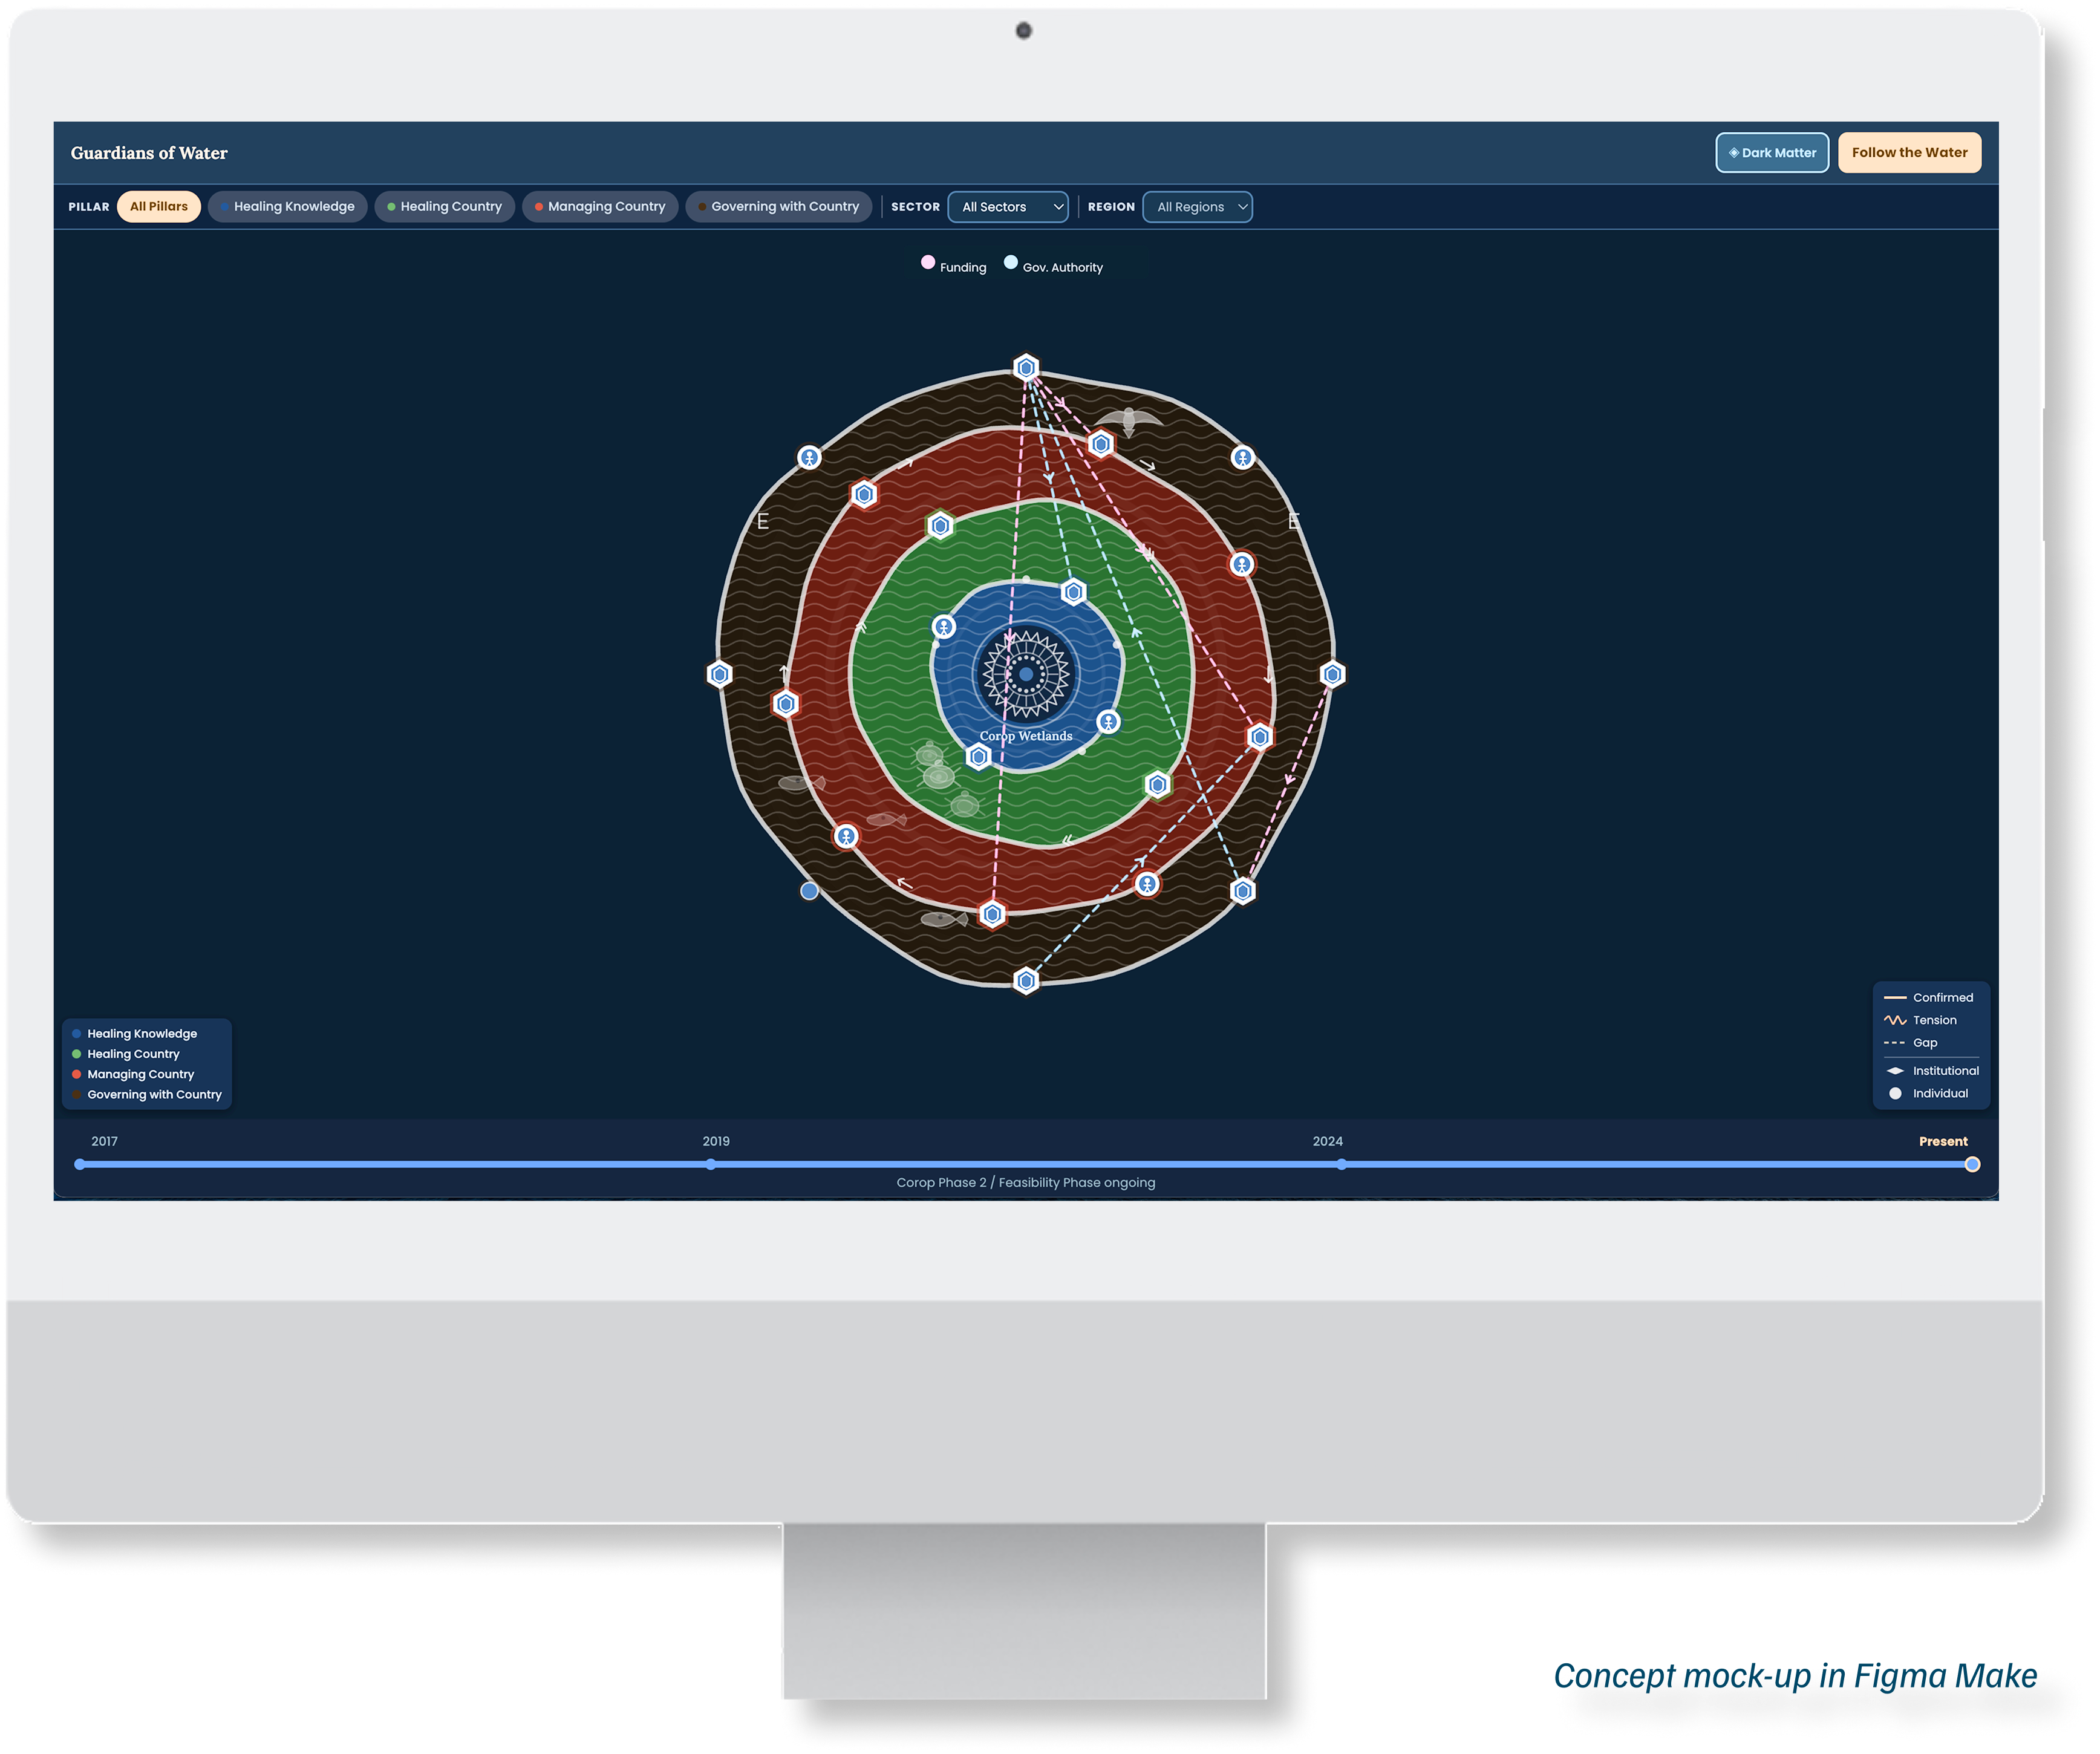 Guardians of Water
◈ Dark Matter
Follow the Water
PILLAR All Pillars Healing Knowledge Healing Country Managing Country Governing with Country SECTOR All Sectors REGION All Regions
Funding Gov. Authority
E
E
Corop Wetlands
Healing Knowledge
Healing Country
Managing Country
Governing with Country
Confirmed
Tension
Gap
Institutional
Individual
2017 2019 2024 Present
Corop Phase 2 / Feasibility Phase ongoing
Concept mock-up in Figma Make